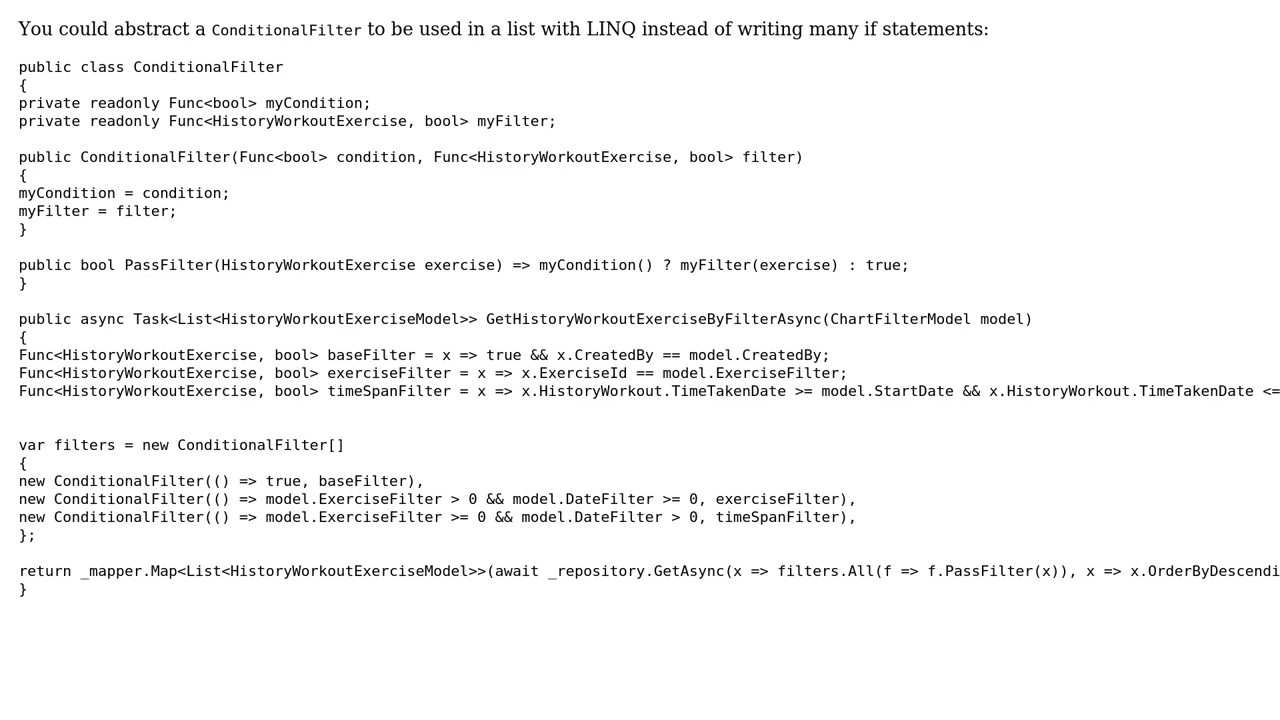 You could abstract a ConditionalFilter to be used in a list with LINQ instead of writing many if statements:
public class ConditionalFilter
{
private readonly Func<bool> myCondition;
private readonly Func<HistoryWorkoutExercise, bool> myFilter;
public ConditionalFilter(Func<bool> condition, Func<HistoryWorkoutExercise, bool> filter)
{
myCondition = condition;
myFilter = filter;
}
public bool PassFilter(HistoryWorkoutExercise exercise) => myCondition() ? myFilter(exercise) : true;
}
public async Task<List<HistoryWorkoutExerciseModel>> GetHistoryWorkoutExerciseByFilterAsync(ChartFilterModel model)
{
Func<HistoryWorkoutExercise, bool> baseFilter = x => true && x.CreatedBy == model.CreatedBy;
Func<HistoryWorkoutExercise, bool> exerciseFilter = x => x.ExerciseId == model.ExerciseFilter;
Func<HistoryWorkoutExercise, bool> timeSpanFilter = x => x.HistoryWorkout.TimeTakenDate >= model.StartDate && x.HistoryWorkout.TimeTakenDate <=
var filters = new ConditionalFilter[]
{
new ConditionalFilter(() => true, baseFilter),
new ConditionalFilter(() => model.ExerciseFilter > 0 && model.DateFilter >= 0, exerciseFilter),
new ConditionalFilter(() => model.ExerciseFilter >= 0 && model.DateFilter > 0, timeSpanFilter),
};
return _mapper.Map<List<HistoryWorkoutExerciseModel>>(await _repository.GetAsync(x => filters.All(f => f.PassFilter(x)), x => x.OrderByDescendi
}